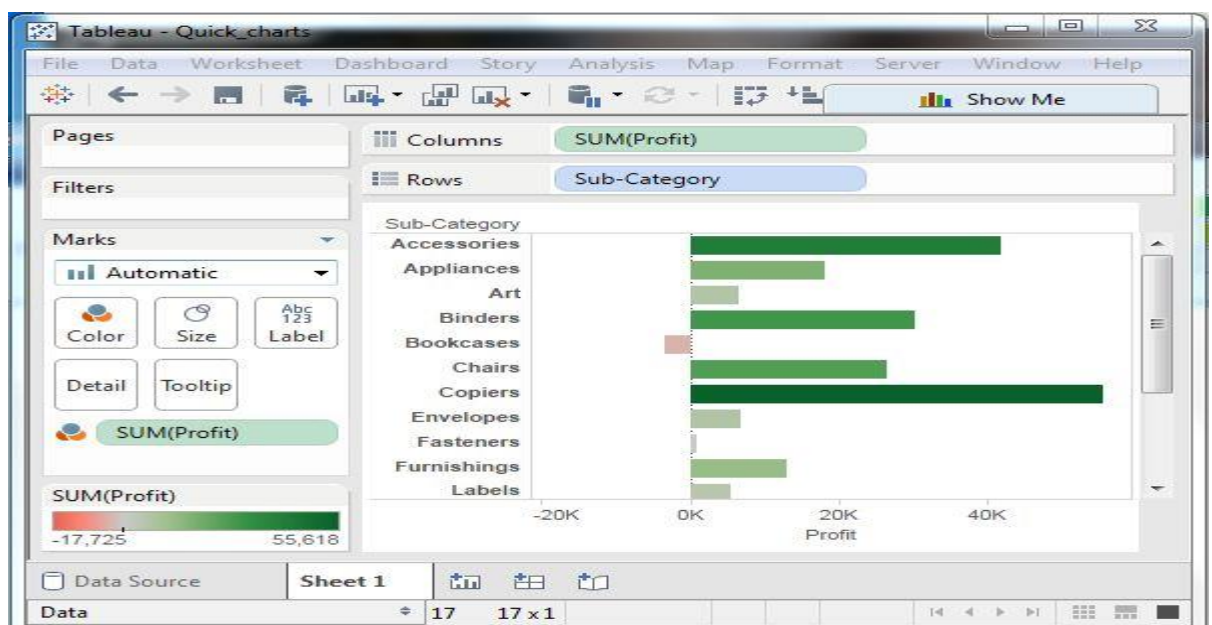 Tableau - Quick_charts
File Data Worksheet Dashboard Story Analysis Map Format Server Window Help
Show Me
Pages
Columns SUM(Profit)
Filters
Rows Sub-Category
Marks
Automatic
Color Size Abc 123 Label
Detail Tooltip
SUM(Profit)
SUM(Profit)
-17,725 55,618
Sub-Category
Accessories
Appliances
Art
Binders
Bookcases
Chairs
Copiers
Envelopes
Fasteners
Furnishings
Labels
-20K 0K 20K 40K
Profit
Data Source Sheet 1
Data 17 17 x 1